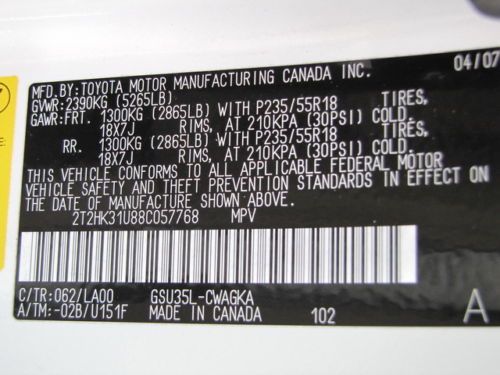 MFD.BY:TOYOTA MOTOR MANUFACTURING CANADA INC. 04/07
GVWR:2390KG (5265LB)
GAWR:FRT. 1300KG (2865LB) WITH P235/55R18 TIRES,
18X7J RIMS, AT 210KPA (30PSI) COLD.
RR. 1300KG (2865LB) WITH P235/55R18 TIRES,
18X7J RIMS, AT 210KPA (30PSI) COLD.
THIS VEHICLE CONFORMS TO ALL APPLICABLE FEDERAL MOTOR
VEHICLE SAFETY AND THEFT PREVENTION STANDARDS IN EFFECT ON
THE DATE OF MANUFACTURE SHOWN ABOVE.
2T2HK31U88C057768 MPV
C/TR:062/LA00 GSU35L-CWAGKA
A/TM:-02B/U151F MADE IN CANADA 102 A